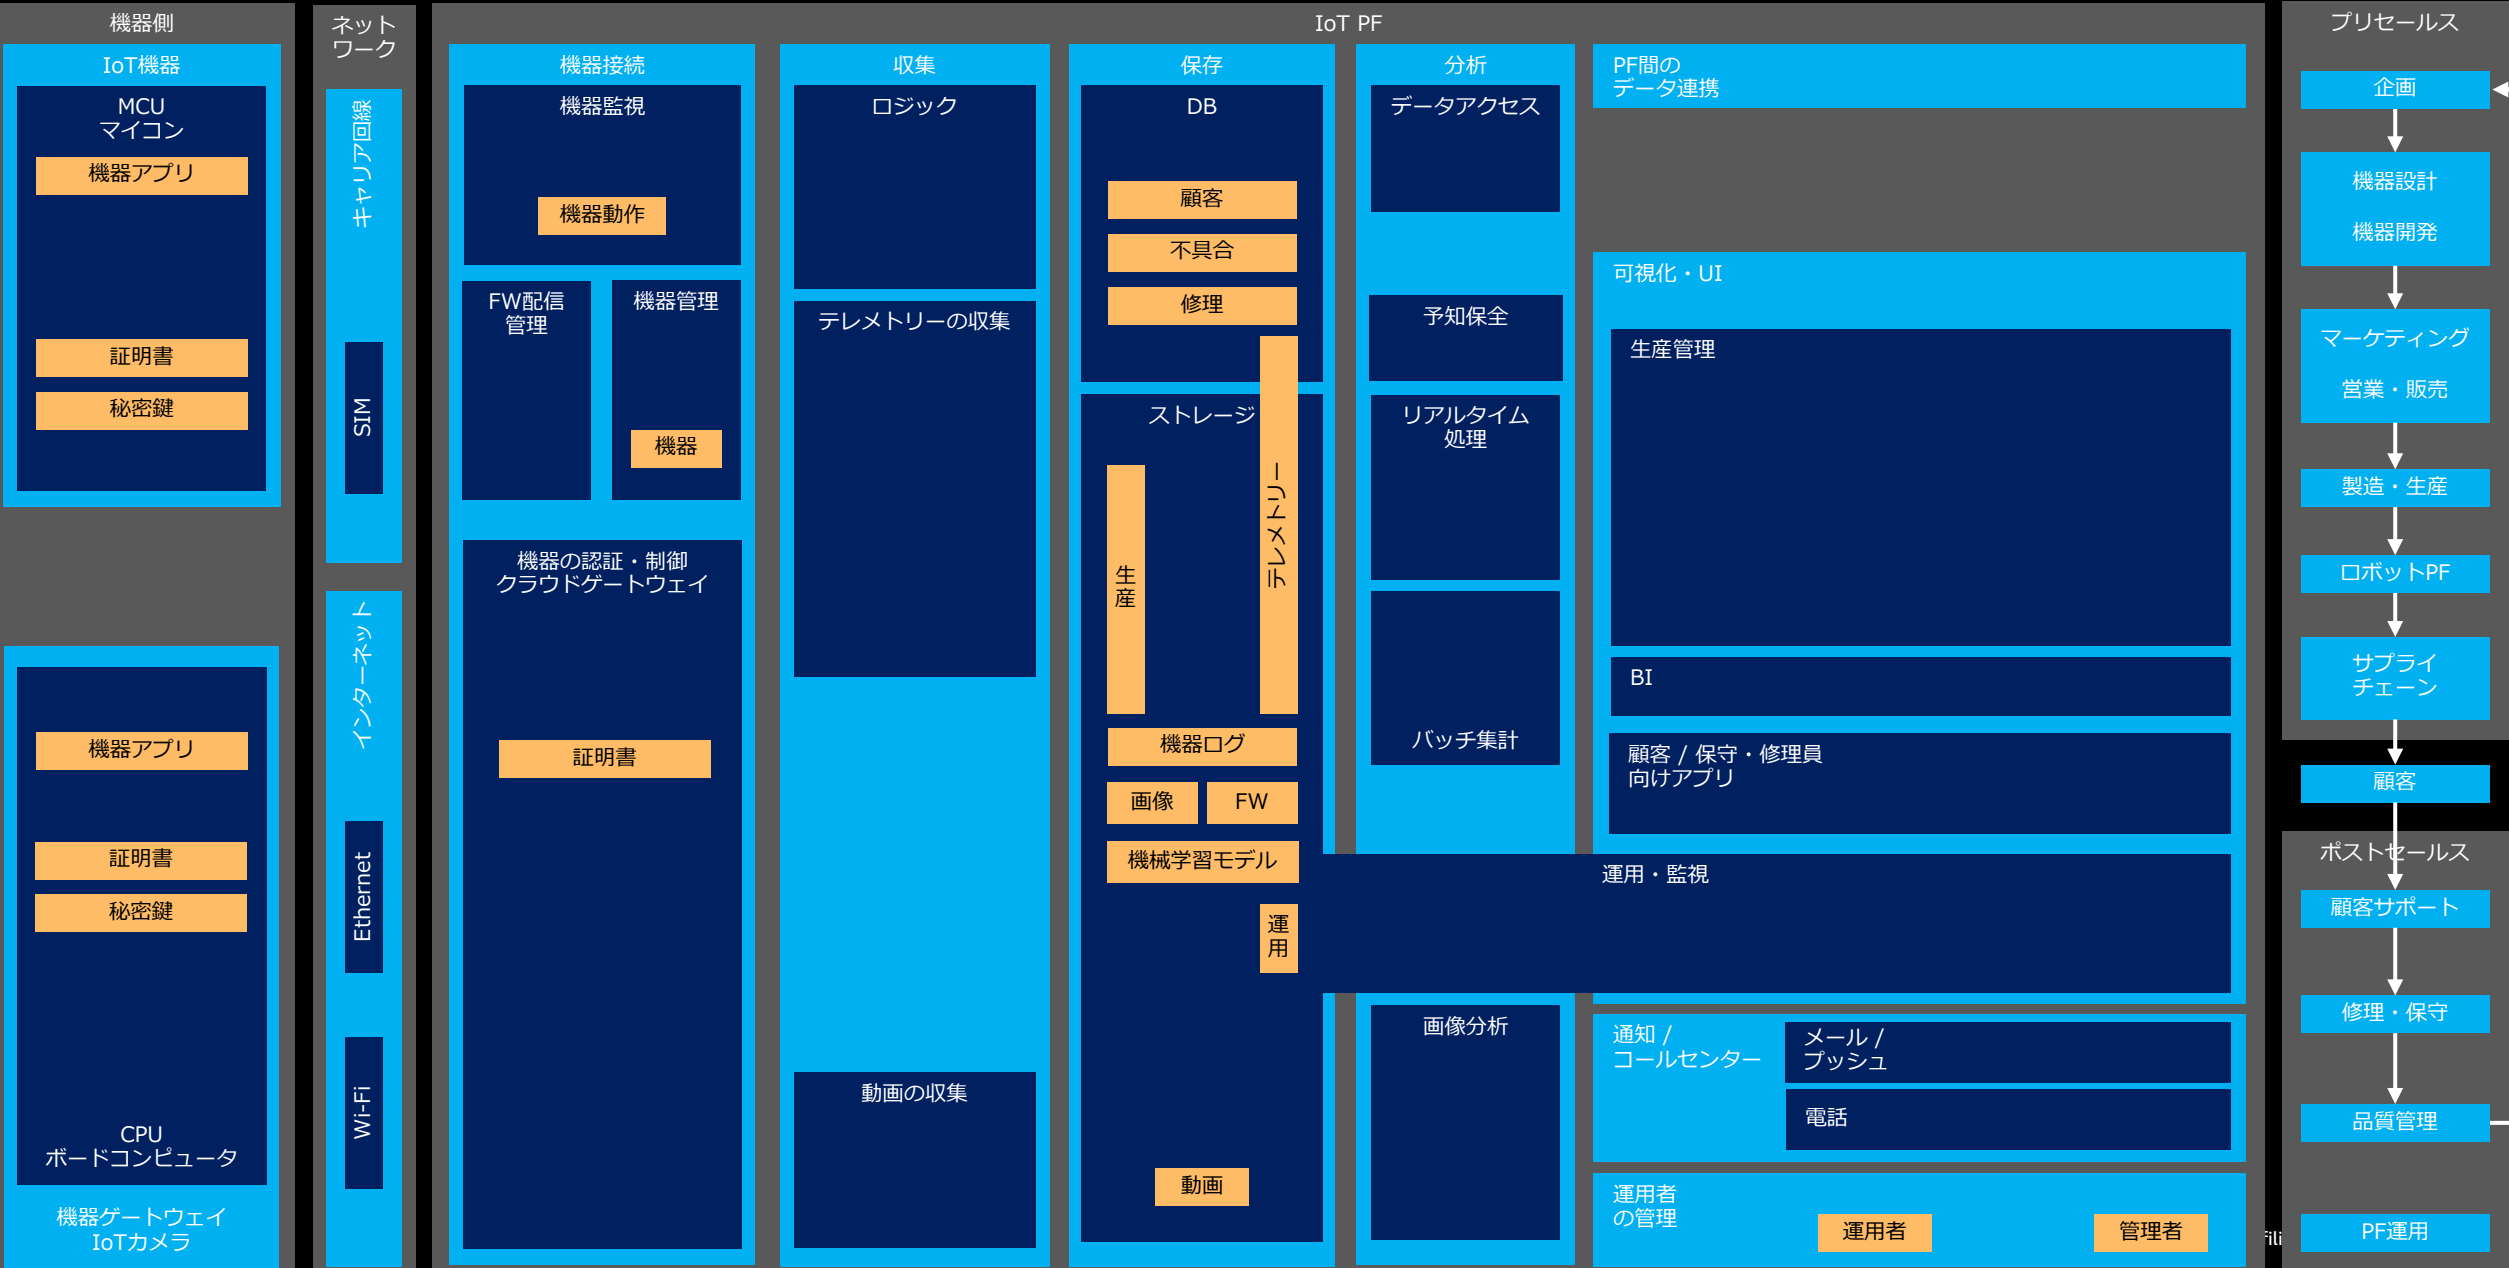 機器側
IoT機器
MCU
マイコン
機器アプリ
証明書
秘密鍵
機器アプリ
証明書
秘密鍵
CPU
ボードコンピュータ
機器ゲートウェイ
IoTカメラ
ネット
ワーク
キャリア回線
SIM
インターネット
Ethernet
Wi-Fi
IoT PF
機器接続
機器監視
機器動作
FW配信
管理
機器管理
機器
機器の認証・制御
クラウドゲートウェイ
証明書
収集
ロジック
テレメトリーの収集
動画の収集
保存
DB
顧客
不具合
修理
テレメトリー
ストレージ
生産
機器ログ
画像
FW
機械学習モデル
運用
動画
分析
データアクセス
予知保全
リアルタイム
処理
バッチ集計
画像分析
PF間の
データ連携
可視化・UI
生産管理
BI
顧客 / 保守・修理員
向けアプリ
運用・監視
通知 /
コールセンター
メール /
プッシュ
電話
運用者
の管理
運用者
管理者
プリセールス
企画
機器設計
機器開発
マーケティング
営業・販売
製造・生産
ロボットPF
サプライ
チェーン
顧客
ポストセールス
顧客サポート
修理・保守
品質管理
PF運用